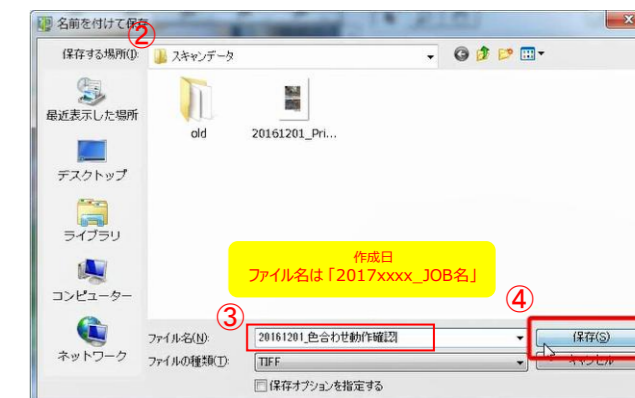 名前を付けて保存
②
保存する場所(I):
スキャンデータ
最近表示した場所
old
20161201_Pri...
デスクトップ
ライブラリ
作成日
ファイル名は「2017xxxx_JOB名」
コンピューター
③
④
ファイル名(N):
20161201_色合わせ動作確認
保存(S)
ネットワーク
ファイルの種類(T):
TIFF
キャンセル
保存オプションを指定する